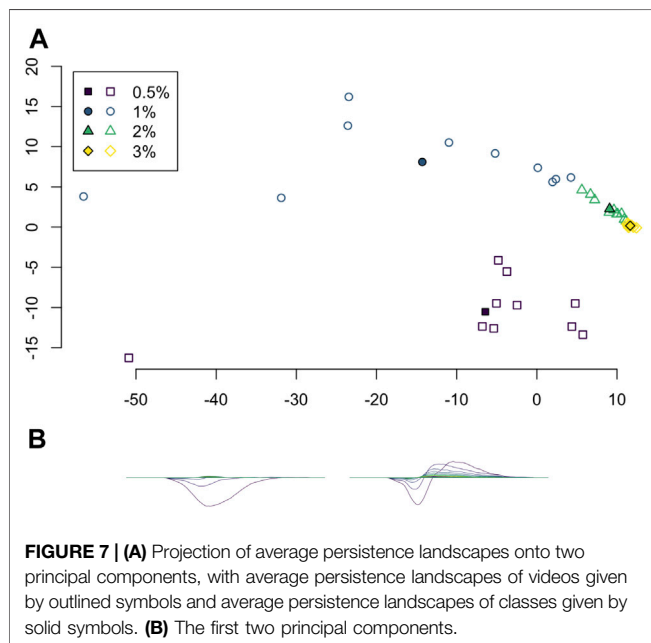 A
20
15
10
5
0
-5
-10
-15
0.5%
1%
2%
3%
-50 -40 -30 -20 -10 0 10
B
FIGURE 7 | (A) Projection of average persistence landscapes onto two
principal components, with average persistence landscapes of videos given
by outlined symbols and average persistence landscapes of classes given by
solid symbols. (B) The first two principal components.